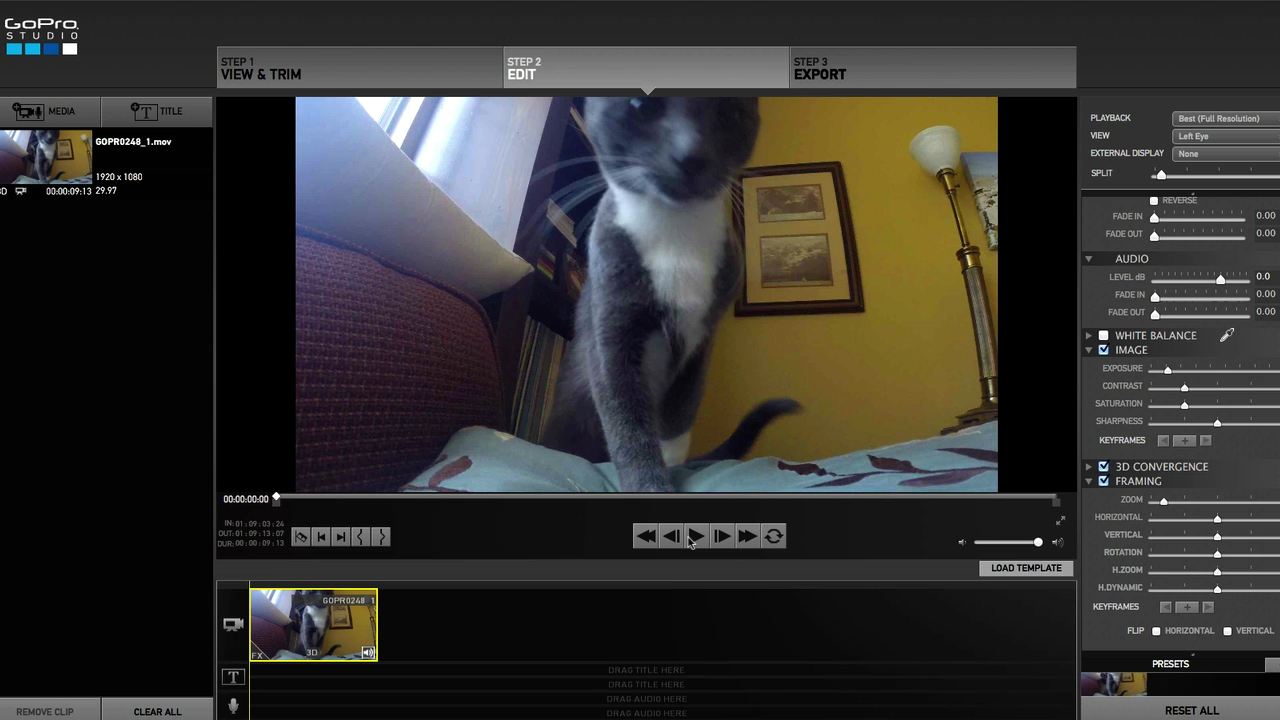 GoPro.
STUDIO
STEP 1
VIEW & TRIM
STEP 2
EDIT
STEP 3
EXPORT
MEDIA
TITLE
GOPR0248_1.mov
1920 x 1080
3D
00:00:09:13
29.97
PLAYBACK
Best (Full Resolution)
VIEW
Left Eye
EXTERNAL DISPLAY
None
SPLIT
REVERSE
FADE IN
0.00
FADE OUT
0.00
AUDIO
LEVEL dB
0.0
FADE IN
0.00
FADE OUT
0.00
WHITE BALANCE
IMAGE
EXPOSURE
CONTRAST
SATURATION
SHARPNESS
KEYFRAMES
3D CONVERGENCE
FRAMING
ZOOM
HORIZONTAL
VERTICAL
ROTATION
H.ZOOM
H.DYNAMIC
KEYFRAMES
FLIP
HORIZONTAL
VERTICAL
PRESETS
RESET ALL
00:00:00:00
IN: 01:09:03:24
OUT: 01:09:13:07
DUR: 00:00:09:13
LOAD TEMPLATE
GOPR0248 1
FX
3D
T
DRAG TITLE HERE
DRAG TITLE HERE
DRAG AUDIO HERE
DRAG AUDIO HERE
REMOVE CLIP
CLEAR ALL